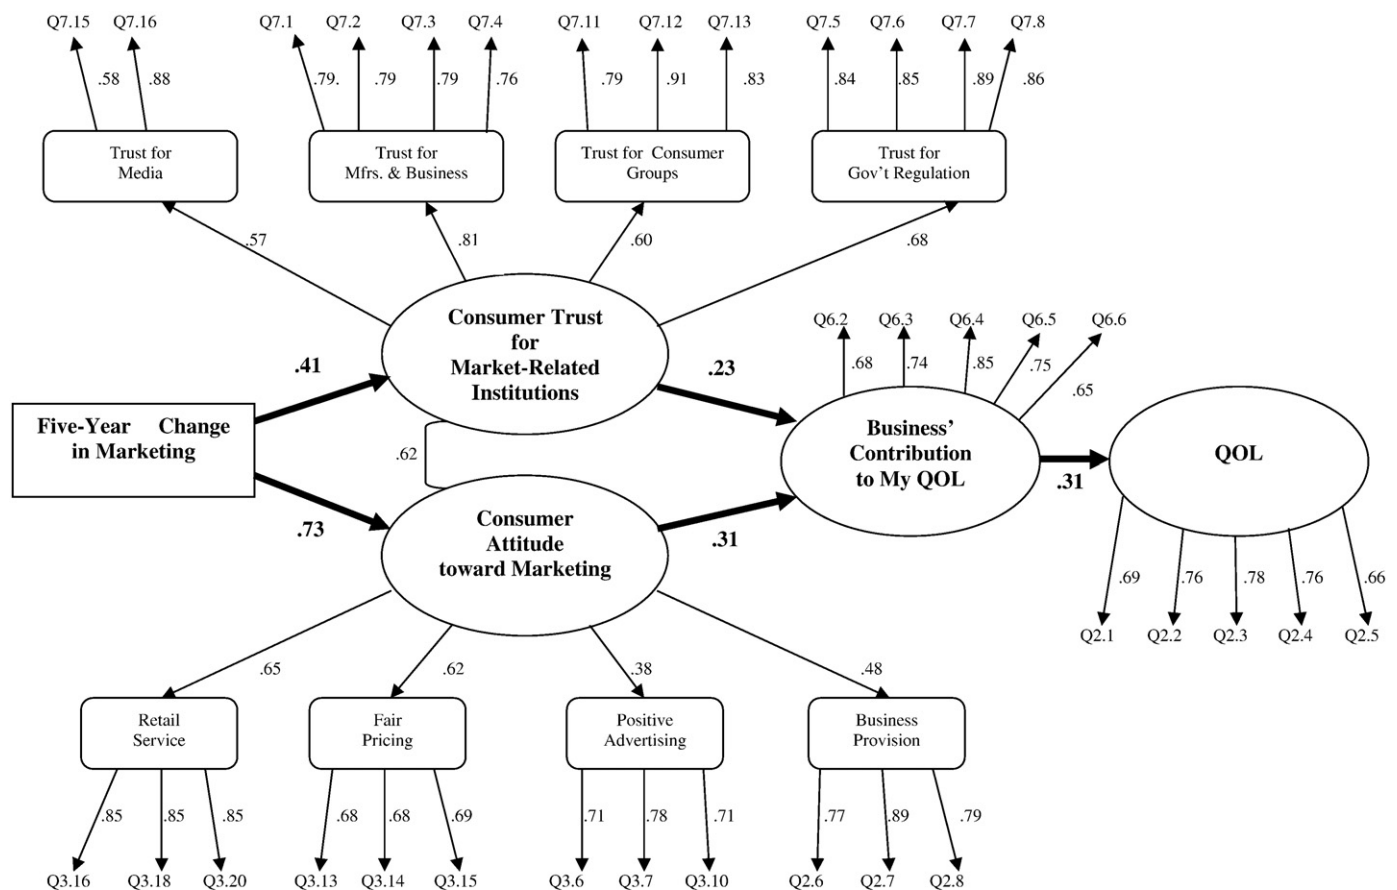 Q7.15 Q7.16 Q7.1 Q7.2 Q7.3 Q7.4 Q7.11 Q7.12 Q7.13 Q7.5 Q7.6 Q7.7 Q7.8
.58 .88 .79. .79 .79 .76 .79 .91 .83 .84 .85 .89 .86
Trust for
Media
Trust for
Mfrs. & Business
Trust for Consumer
Groups
Trust for
Gov't Regulation
.57 .81 .60 .68
Consumer Trust
for
Market-Related
Institutions
Q6.2 Q6.3 Q6.4 Q6.5 Q6.6
.68 .74 .85 .75 .65
.41 .23
Five-Year Change
in Marketing
.62
Business'
Contribution
to My QOL
QOL
.31
.73 .31
Consumer
Attitude
toward Marketing
.69 .76 .78 .76 .66
Q2.1 Q2.2 Q2.3 Q2.4 Q2.5
.65 .62 .38 .48
Retail
Service
Fair
Pricing
Positive
Advertising
Business
Provision
.85 .85 .85 .68 .68 .69 .71 .78 .71 .77 .89 .79
Q3.16 Q3.18 Q3.20 Q3.13 Q3.14 Q3.15 Q3.6 Q3.7 Q3.10 Q2.6 Q2.7 Q2.8